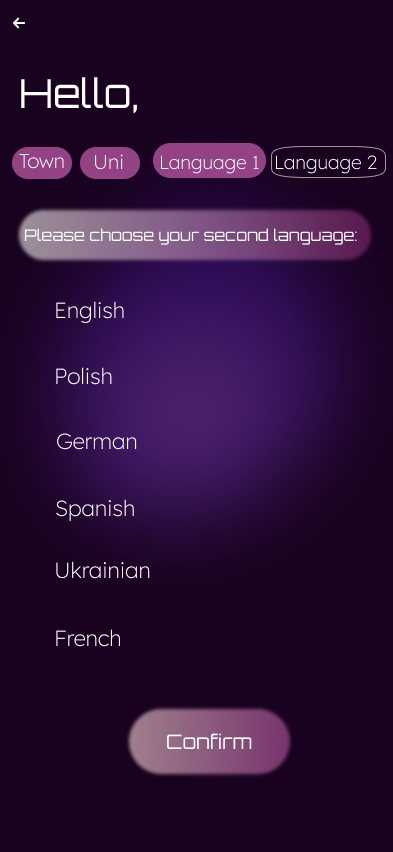 Hello,
Town Uni Language 1 Language 2
Please choose your second language:
English
Polish
German
Spanish
Ukrainian
French
Confirm